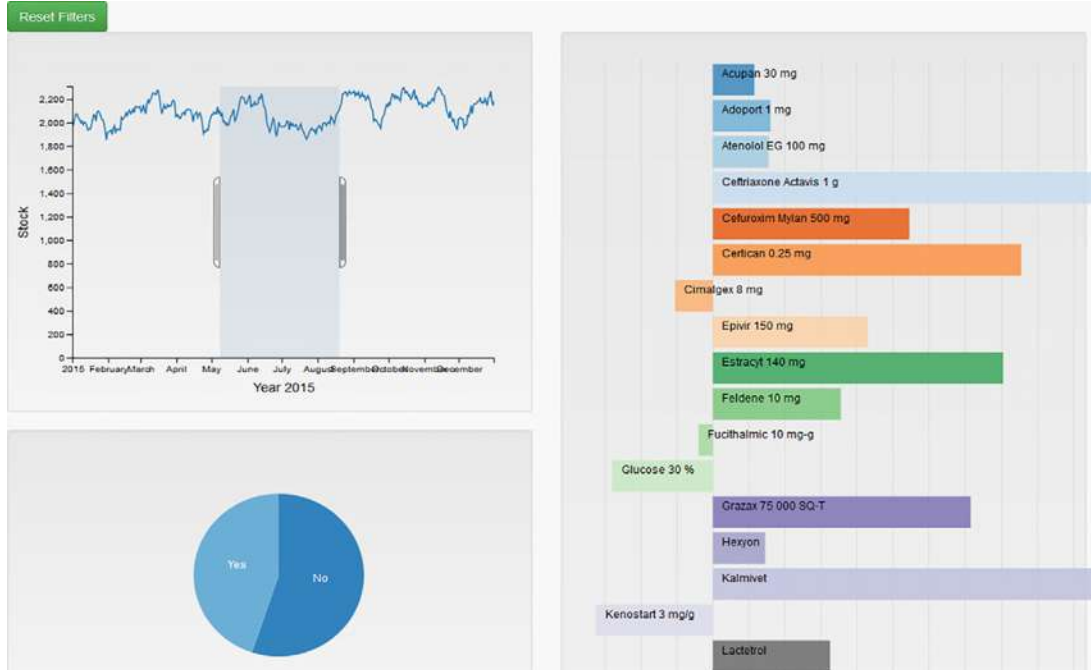 Reset Filters
2,200
2,000
1,800
1,600
1,400
1,200
1,000
800
600
400
200
0
Stock
2015 February March April May June July August September October November December
Year 2015
Yes
No
Acupan 30 mg
Adoport 1 mg
Atenolol EG 100 mg
Ceftriaxone Actavis 1 g
Cefuroxim Mylan 500 mg
Certican 0.25 mg
Cimalgex 8 mg
Epivir 150 mg
Estracyt 140 mg
Feldene 10 mg
Fucithalmic 10 mg-g
Glucose 30 %
Grazax 75 000 SQ-T
Hexyon
Kalmivet
Kenostart 3 mg/g
Lactetrol